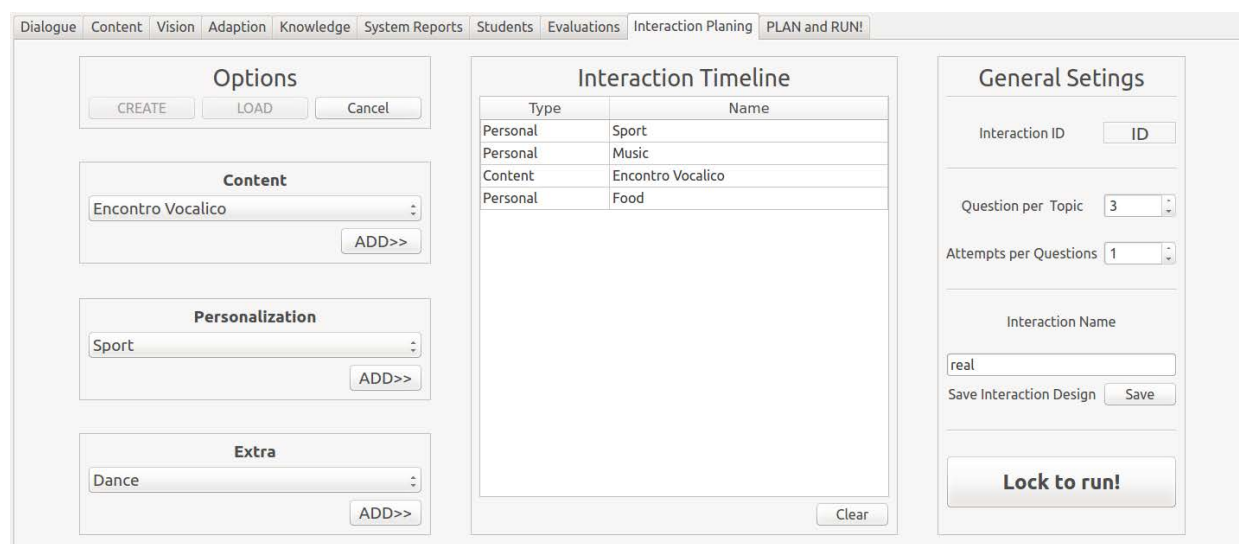 Dialogue Content Vision Adaption Knowledge System Reports Students Evaluations Interaction Planing PLAN and RUN!
Options
CREATE LOAD Cancel
Content
Encontro Vocalico
ADD>>
Personalization
Sport
ADD>>
Extra
Dance
ADD>>
Interaction Timeline
Type Name
Personal Sport
Personal Music
Content Encontro Vocalico
Personal Food
Clear
General Setings
Interaction ID ID
Question per Topic 3
Attempts per Questions 1
Interaction Name
real
Save Interaction Design Save
Lock to run!